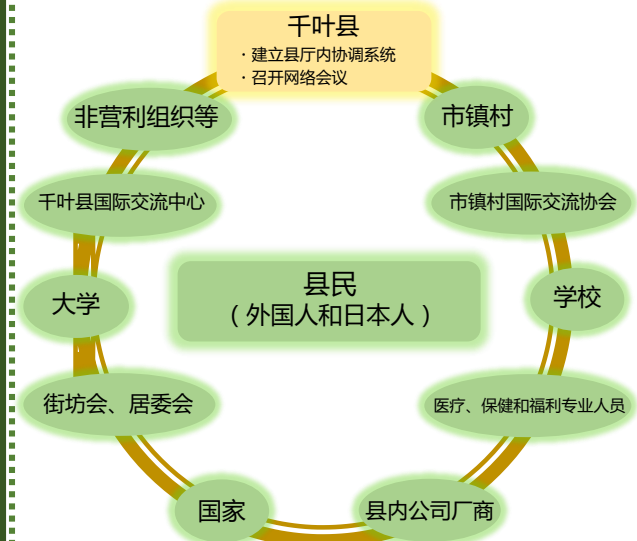 千叶县
・建立县厅内协调系统
・召开网络会议
非营利组织等
市镇村
千叶县国际交流中心
市镇村国际交流协会
县民
（外国人和日本人）
大学
学校
街坊会、居委会
医疗、保健和福利专业人员
国家
县内公司厂商